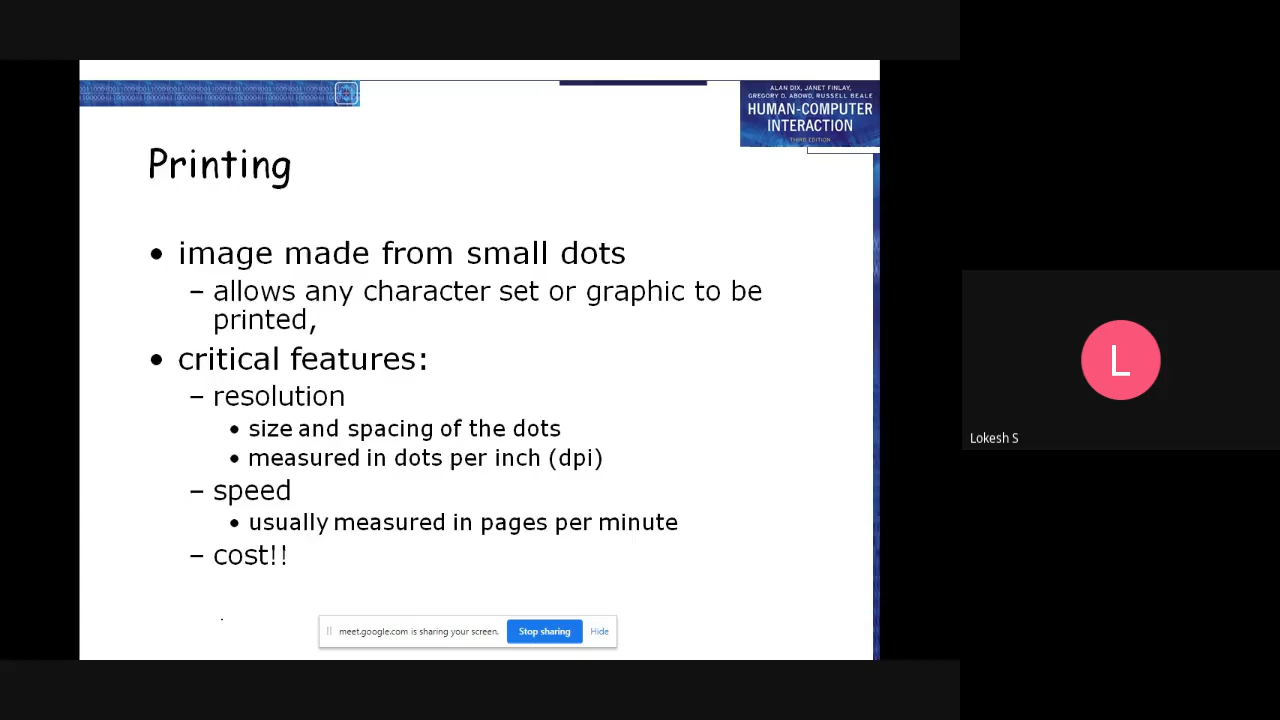 ALAN DIX, JANET FINLAY,
GREGORY D. ABOWD, RUSSELL BEALE
HUMAN-COMPUTER
INTERACTION
THIRD EDITION
Printing
• image made from small dots
– allows any character set or graphic to be
printed,
• critical features:
– resolution
• size and spacing of the dots
• measured in dots per inch (dpi)
– speed
• usually measured in pages per minute
– cost!!
meet.google.com is sharing your screen. Stop sharing Hide
L
Lokesh S